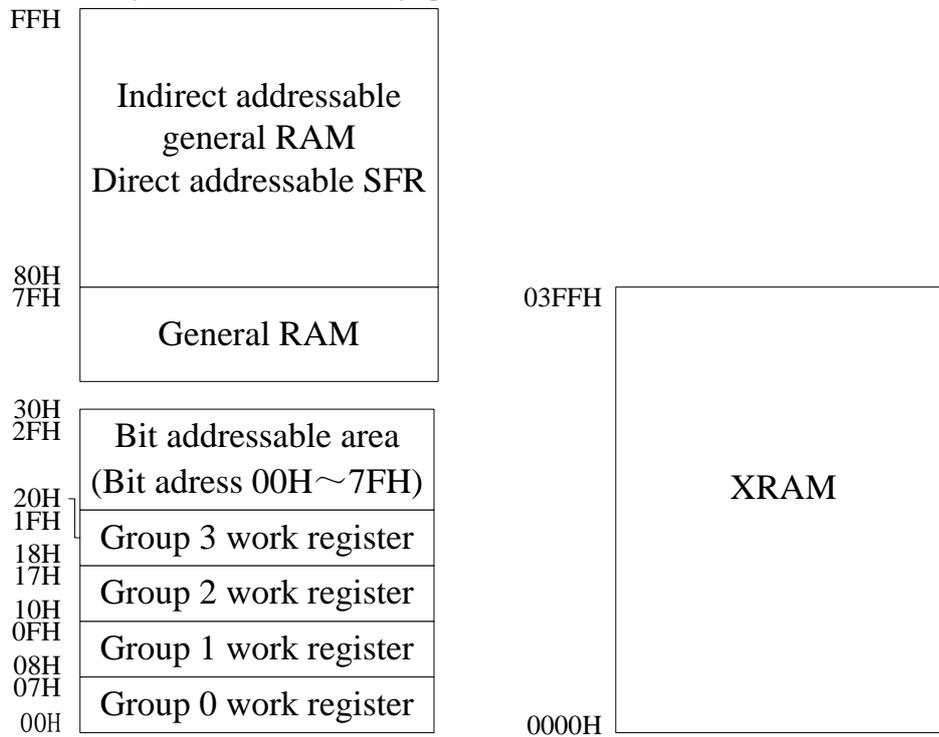 FFH
Indirect addressable
general RAM
Direct addressable SFR
80H
7FH
General RAM
30H
2FH
Bit addressable area
(Bit adress 00H～7FH)
20H
1FH
Group 3 work register
18H
17H
Group 2 work register
10H
0FH
Group 1 work register
08H
07H
Group 0 work register
00H
03FFH
XRAM
0000H